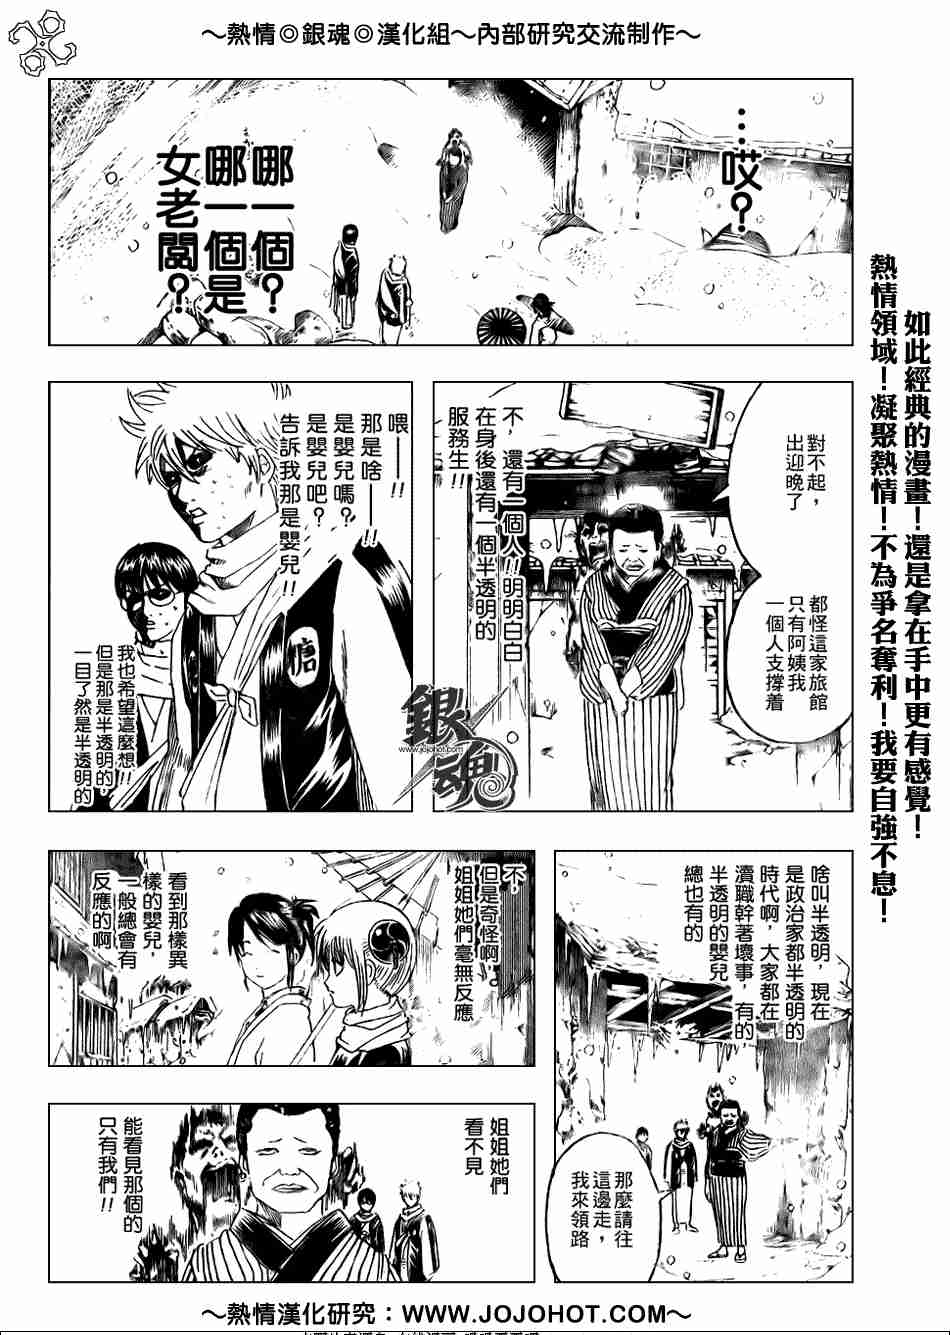 ～熱情◎銀魂◎漢化組～內部研究交流制作～
…哎？
哪一個？
哪一個是
女老闆？
如此經典的漫畫！還是拿在手中更有感覺！
熱情領域！凝聚熱情！不為爭名奪利！我要自強不息！
對不起，
出迎晚了
都怪這家旅館
只有阿姨我
一個人支撐着
不，還有一個人!!明明白白
在身後還有一個半透明的
服務生!!
喂——!!
那是啥——!!
是嬰兒嗎？
是嬰兒吧？
告訴我那是嬰兒!!
糖
我也希望這麼想!!
但是那是半透明的，
一目了然是半透明的
銀魂
www.jojohot.com
啥叫半透明，現在
是政治家都半透明的
時代啊，大家都在
瀆職幹著壞事，有的
半透明的嬰兒
總也有的
那麼請往
這邊走，
我來領路
不，
但是奇怪啊。
姐姐她們毫無反應
看到那樣異
樣的嬰兒，
一般總會有
反應的啊
姐姐她們
看不見
能看見那個的
只有我們!!
～熱情漢化研究：WWW.JOJOHOT.COM～